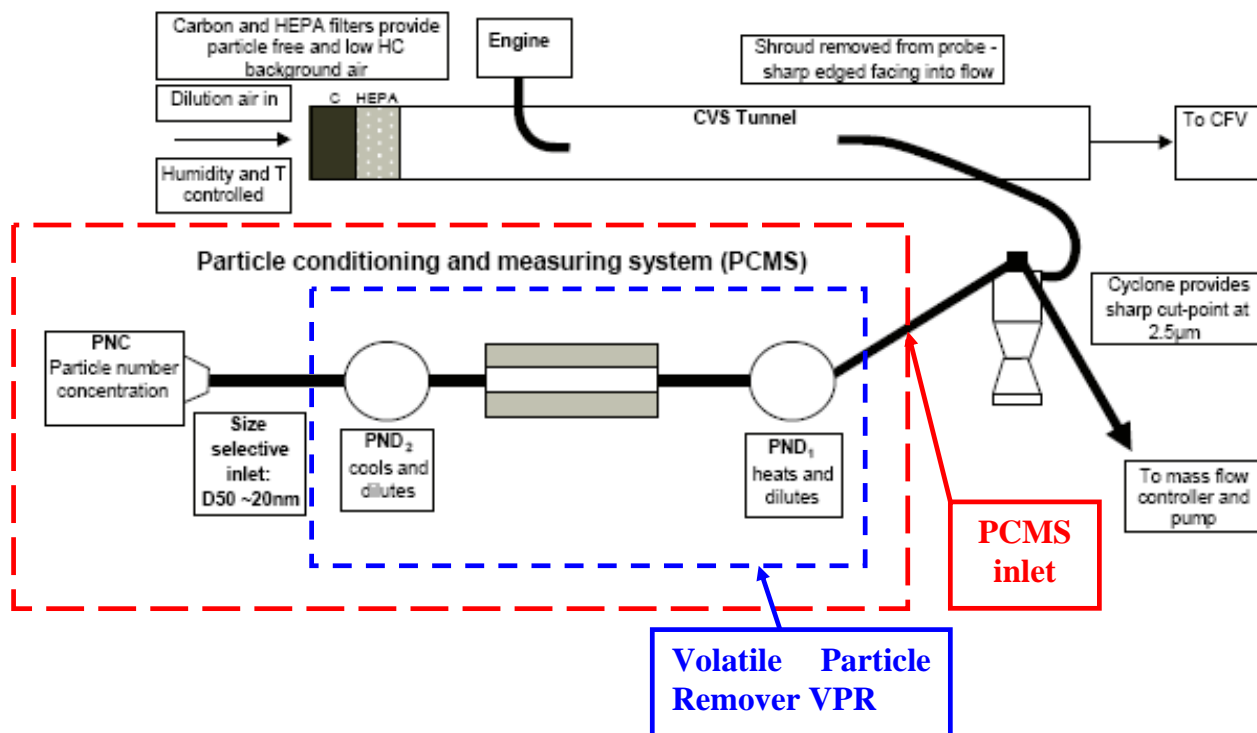 Carbon and HEPA filters provide
particle free and low HC
background air
Engine
Shroud removed from probe -
sharp edged facing into flow
Dilution air in
C HEPA
CVS Tunnel
To CFV
Humidity and T
controlled
Particle conditioning and measuring system (PCMS)
Cyclone provides
sharp cut-point at
2.5µm
PNC
Particle number
concentration
Size
selective
inlet:
D50 ~20nm
PND2
cools and
dilutes
PND1
heats and
dilutes
To mass flow
controller and
pump
PCMS
inlet
Volatile Particle
Remover VPR